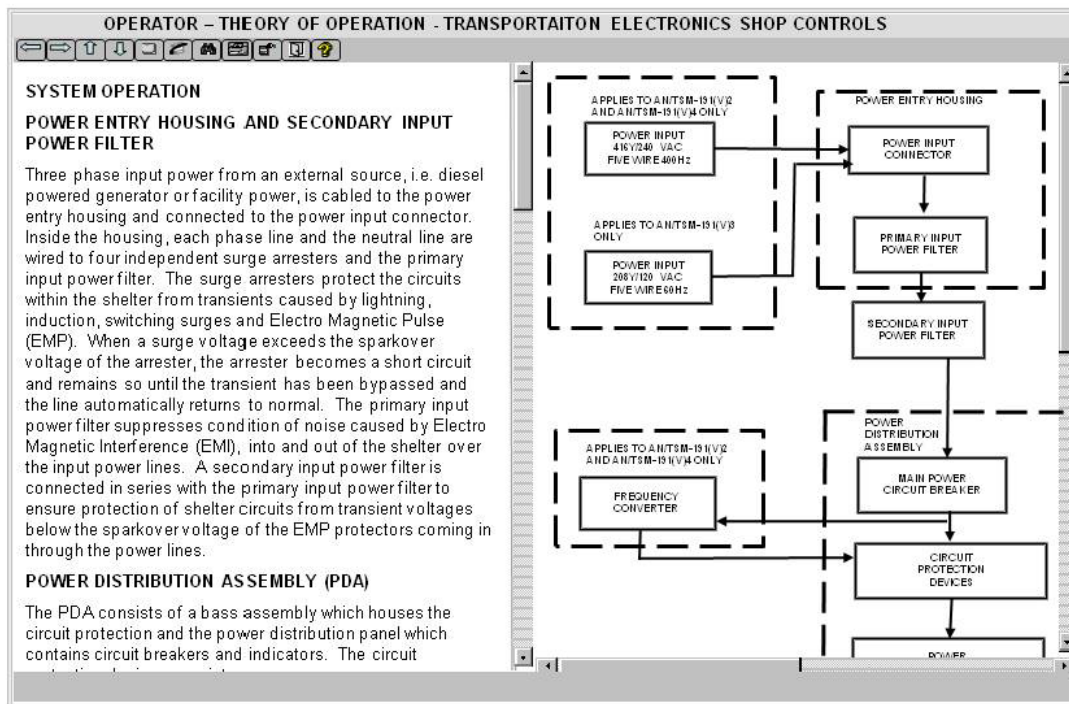 OPERATOR – THEORY OF OPERATION - TRANSPORTAITON ELECTRONICS SHOP CONTROLS
SYSTEM OPERATION
POWER ENTRY HOUSING AND SECONDARY INPUT
POWER FILTER
Three phase input power from an external source, i.e. diesel
powered generator or facility power, is cabled to the power
entry housing and connected to the power input connector.
Inside the housing, each phase line and the neutral line are
wired to four independent surge arresters and the primary
input power filter. The surge arresters protect the circuits
within the shelter from transients caused by lightning,
induction, switching surges and Electro Magnetic Pulse
(EMP). When a surge voltage exceeds the sparkover
voltage of the arrester, the arrester becomes a short circuit
and remains so until the transient has been bypassed and
the line automatically returns to normal. The primary input
power filter suppresses condition of noise caused by Electro
Magnetic Interference (EMI), into and out of the shelter over
the input power lines. A secondary input power filter is
connected in series with the primary input power filter to
ensure protection of shelter circuits from transient voltages
below the sparkover voltage of the EMP protectors coming in
through the power lines.
POWER DISTRIBUTION ASSEMBLY (PDA)
The PDA consists of a bass assembly which houses the
circuit protection and the power distribution panel which
contains circuit breakers and indicators. The circuit
APPLIES TO AN/TSM-191(V)2
AND AN/TSM-191(V)4 ONLY
POWER INPUT
416Y/240 VAC
FIVE WIRE 400Hz
APPLIES TO AN/TSM-191(V)3
ONLY
POWER INPUT
208Y/120 VAC
FIVE WIRE 60Hz
POWER ENTRY HOUSING
POWER INPUT
CONNECTOR
PRIMARY INPUT
POWER FILTER
SECONDARY INPUT
POWER FILTER
APPLIES TO AN/TSM-191(V)2
AND AN/TSM-191(V)4 ONLY
FREQUENCY
CONVERTER
POWER
DISTRIBUTION
ASSEMBLY
MAIN POWER
CIRCUIT BREAKER
CIRCUIT
PROTECTION
DEVICES
POWER